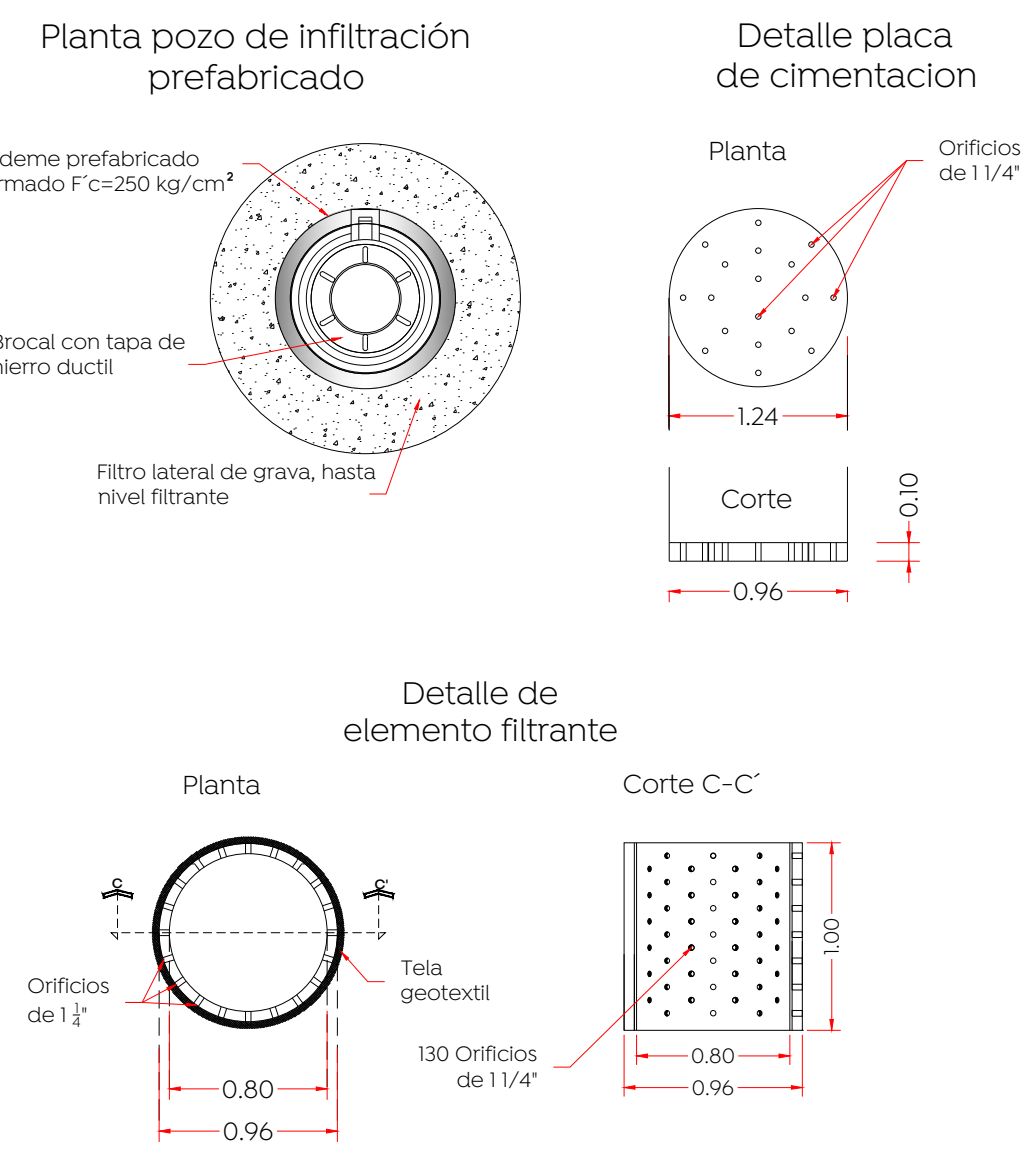 Planta pozo de infiltración
prefabricado
Detalle placa
de cimentacion
deme prefabricado
rmado F´c=250 kg/cm²
Brocal con tapa de
hierro ductil
Filtro lateral de grava, hasta
nivel filtrante
Planta
Orificios
de 1 1/4"
1.24
Corte
0.10
0.96
Detalle de
elemento filtrante
Planta
Corte C-C´
C
C'
Orificios
de 1 1/4"
Tela
geotextil
0.80
0.96
130 Orificios
de 1 1/4"
1.00
0.80
0.96